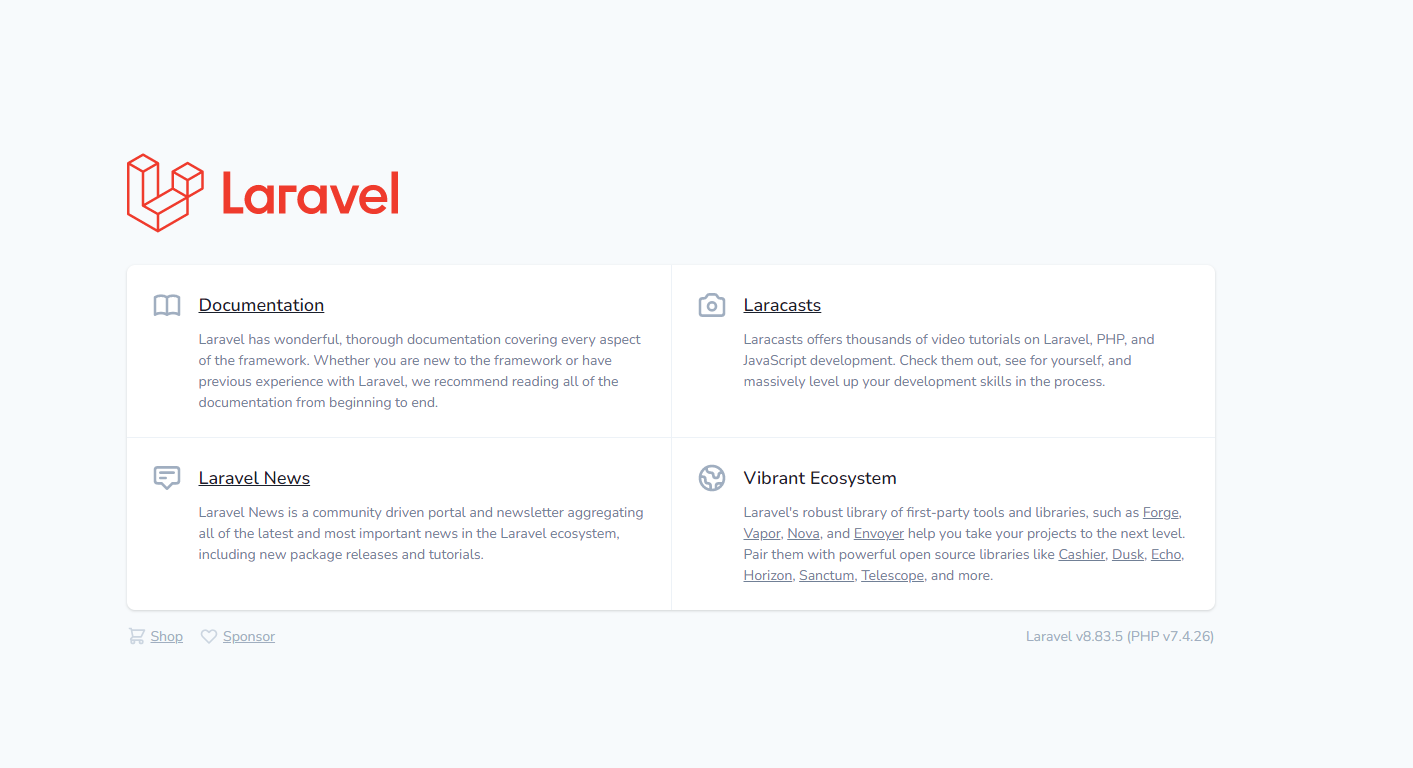 Laravel
Documentation
Laravel has wonderful, thorough documentation covering every aspect
of the framework. Whether you are new to the framework or have
previous experience with Laravel, we recommend reading all of the
documentation from beginning to end.
Laracasts
Laracasts offers thousands of video tutorials on Laravel, PHP, and
JavaScript development. Check them out, see for yourself, and
massively level up your development skills in the process.
Laravel News
Laravel News is a community driven portal and newsletter aggregating
all of the latest and most important news in the Laravel ecosystem,
including new package releases and tutorials.
Vibrant Ecosystem
Laravel's robust library of first-party tools and libraries, such as Forge,
Vapor, Nova, and Envoyer help you take your projects to the next level.
Pair them with powerful open source libraries like Cashier, Dusk, Echo,
Horizon, Sanctum, Telescope, and more.
Shop Sponsor
Laravel v8.83.5 (PHP v7.4.26)